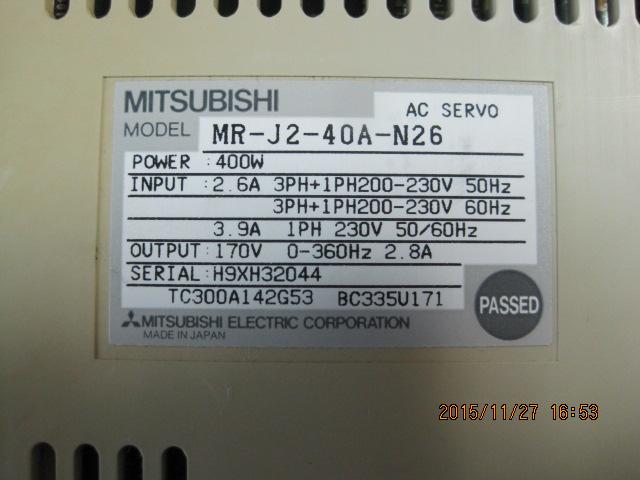 MITSUBISHI
AC SERVO
MODEL MR-J2-40A-N26
POWER :400W
INPUT :2.6A 3PH+1PH200-230V 50Hz
3PH+1PH200-230V 60Hz
3.9A 1PH 230V 50/60Hz
OUTPUT:170V 0-360Hz 2.8A
SERIAL:H9XH32044
TC300A142G53 BC335U171
PASSED
MITSUBISHI ELECTRIC CORPORATION
MADE IN JAPAN
2015/11/27 16:53